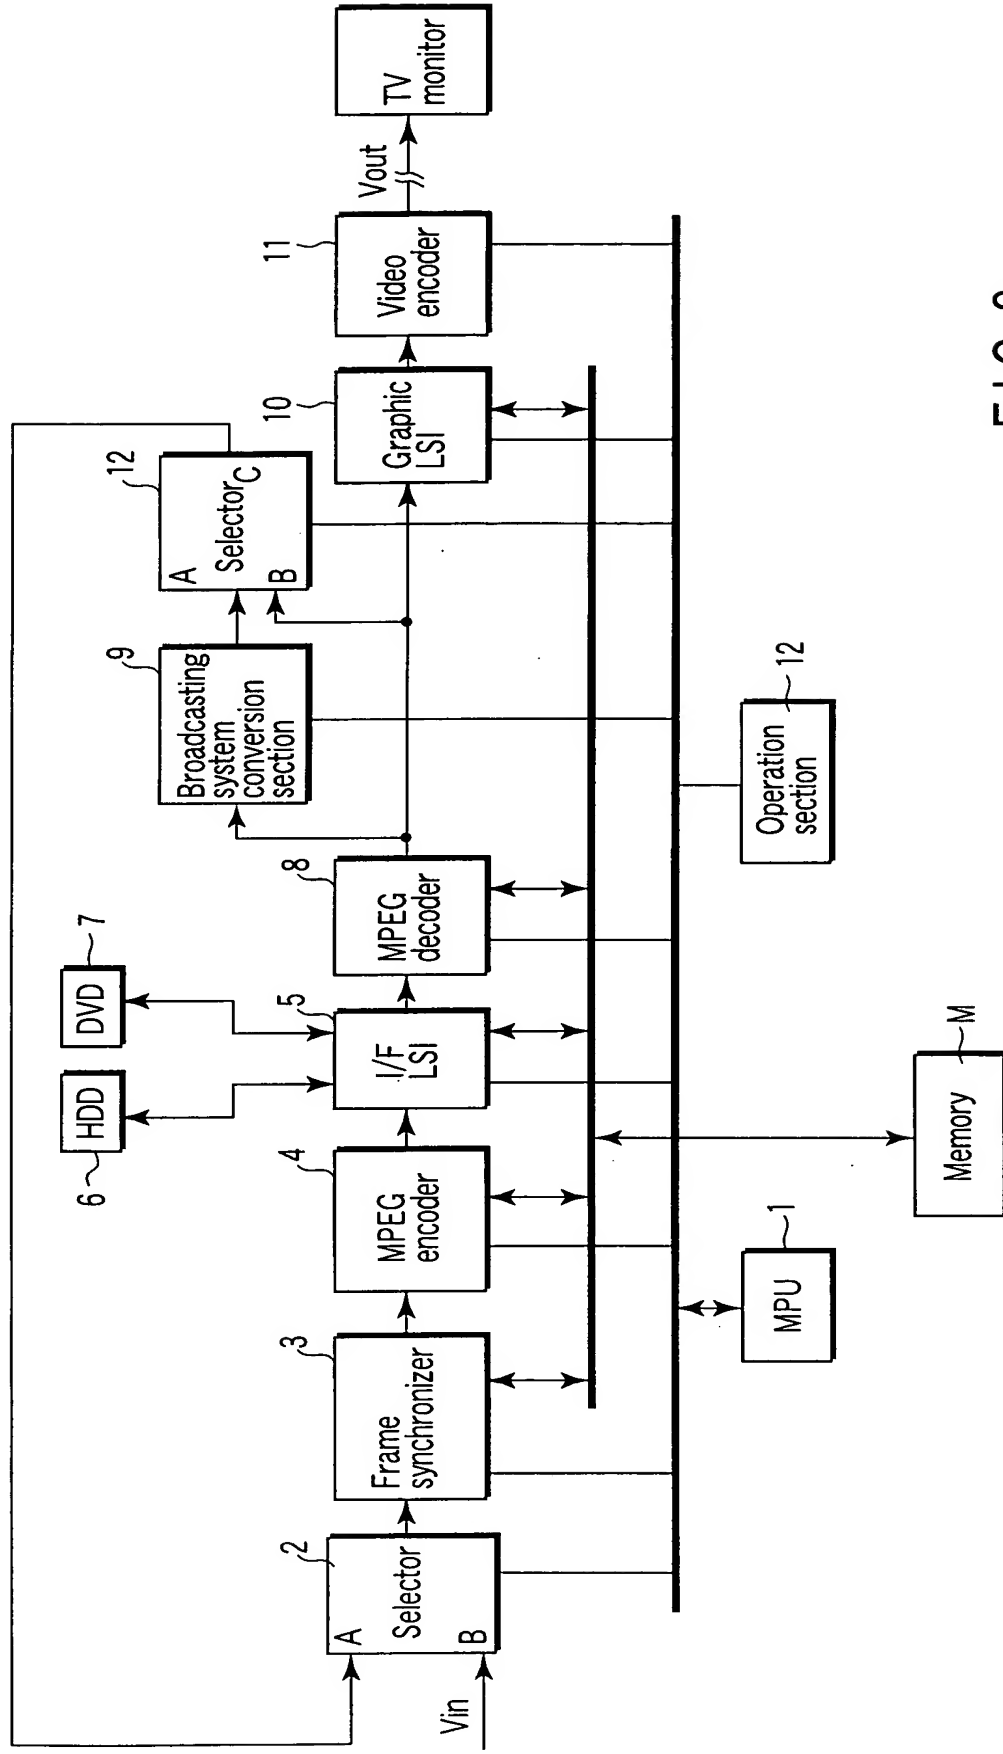 12
A
Selector C
B
9
Broadcasting
system
conversion
section
7
DVD
HDD
6
2
A
Selector
B
Vin
3
Frame
synchronizer
4
MPEG
encoder
5
I/F
LSI
8
MPEG
decoder
10
Graphic
LSI
11
Video
encoder
Vout
TV
monitor
1
MPU
12
Operation
section
M
Memory